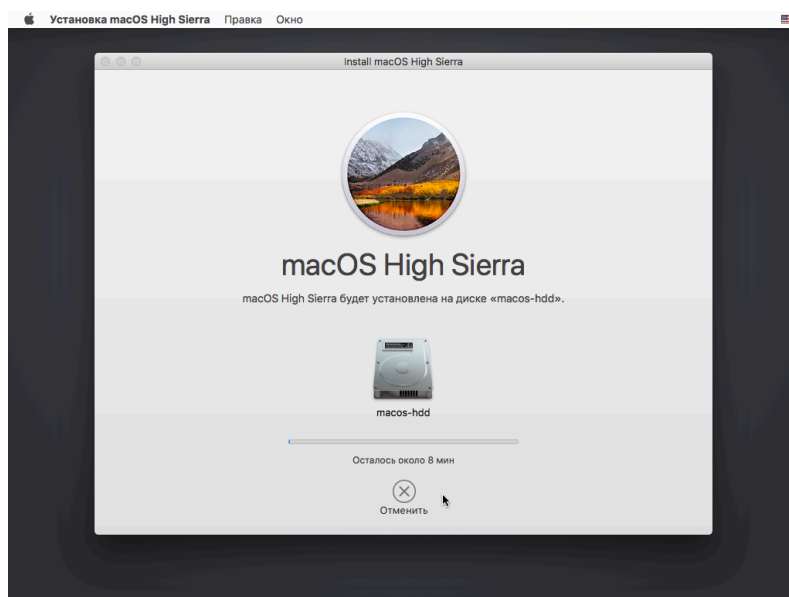 Установка macOS High Sierra Правка Окно
Install macOS High Sierra
macOS High Sierra
macOS High Sierra будет установлена на диске «macos-hdd».
macos-hdd
Осталось около 8 мин
Отменить